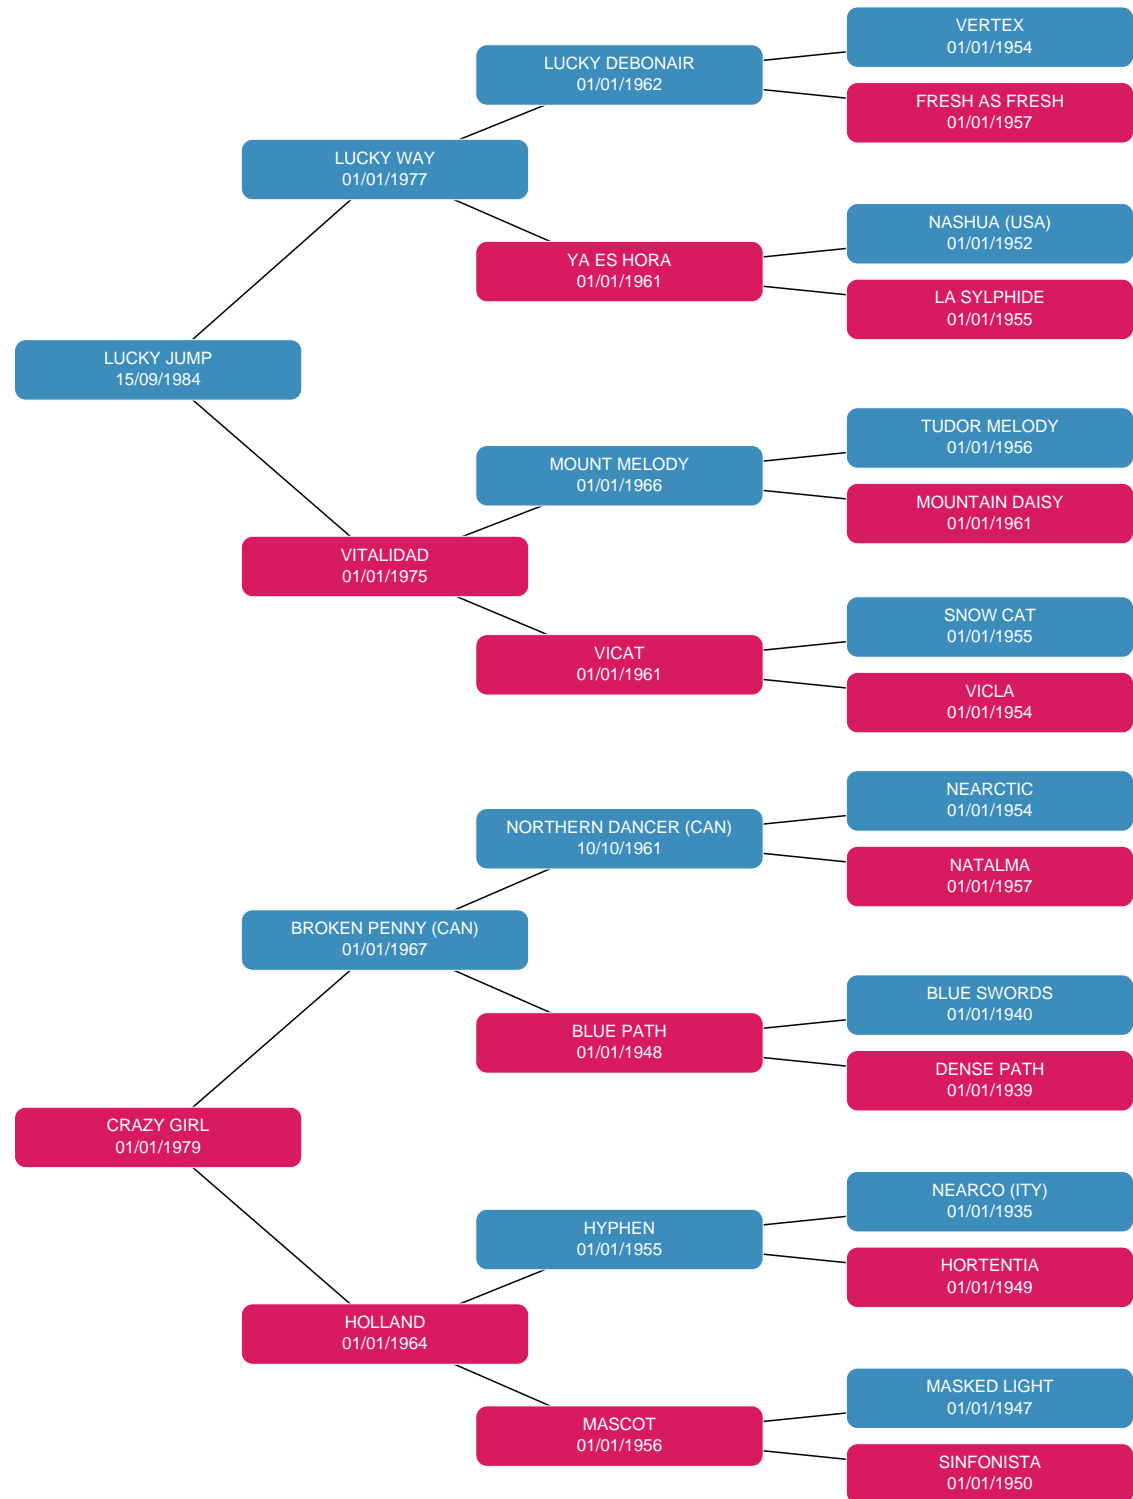 VERTEX
01/01/1954
LUCKY DEBONAIR
01/01/1962
FRESH AS FRESH
01/01/1957
LUCKY WAY
01/01/1977
NASHUA (USA)
01/01/1952
YA ES HORA
01/01/1961
LA SYLPHIDE
01/01/1955
LUCKY JUMP
15/09/1984
TUDOR MELODY
01/01/1956
MOUNT MELODY
01/01/1966
MOUNTAIN DAISY
01/01/1961
VITALIDAD
01/01/1975
SNOW CAT
01/01/1955
VICAT
01/01/1961
VICLA
01/01/1954
NEARCTIC
01/01/1954
NORTHERN DANCER (CAN)
10/10/1961
NATALMA
01/01/1957
BROKEN PENNY (CAN)
01/01/1967
BLUE SWORDS
01/01/1940
BLUE PATH
01/01/1948
DENSE PATH
01/01/1939
CRAZY GIRL
01/01/1979
NEARCO (ITY)
01/01/1935
HYPHEN
01/01/1955
HORTENTIA
01/01/1949
HOLLAND
01/01/1964
MASKED LIGHT
01/01/1947
MASCOT
01/01/1956
SINFONISTA
01/01/1950